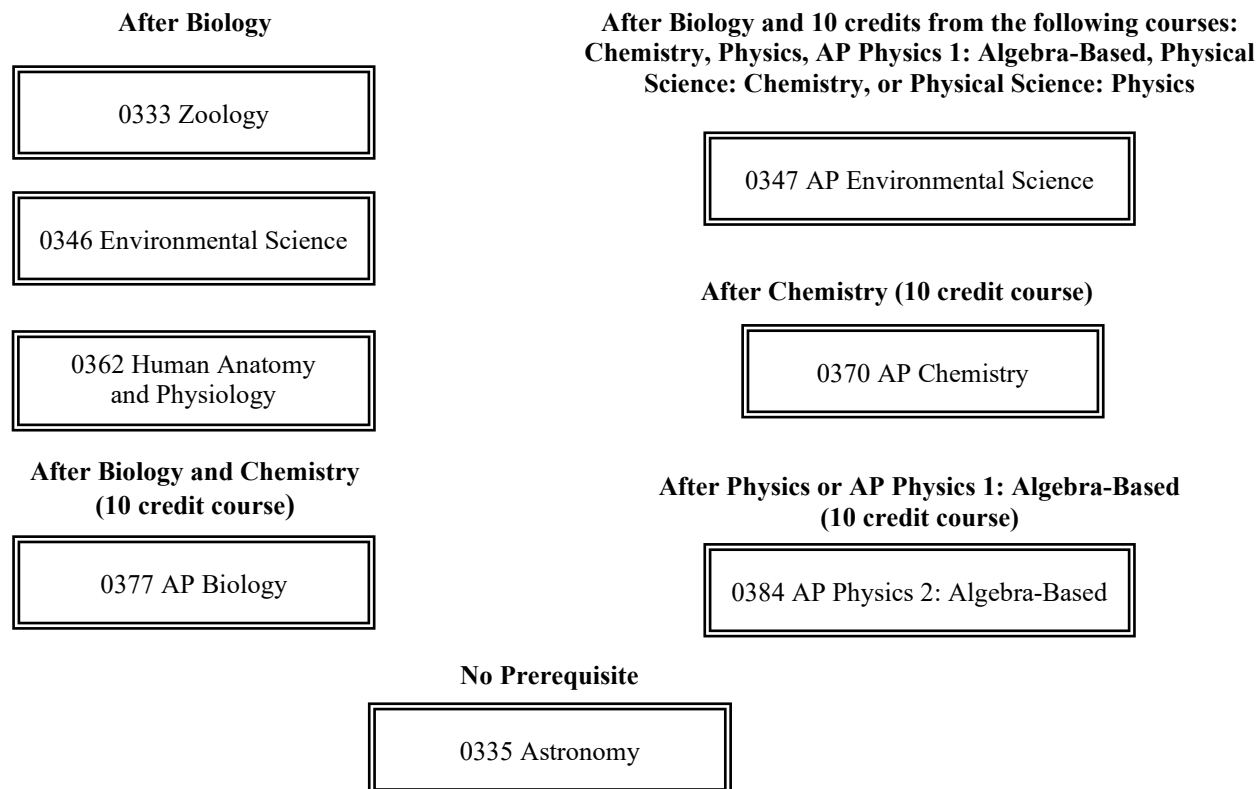 After Biology
0333 Zoology
0346 Environmental Science
0362 Human Anatomy
and Physiology
After Biology and Chemistry
(10 credit course)
0377 AP Biology
After Biology and 10 credits from the following courses:
Chemistry, Physics, AP Physics 1: Algebra-Based, Physical
Science: Chemistry, or Physical Science: Physics
0347 AP Environmental Science
After Chemistry (10 credit course)
0370 AP Chemistry
After Physics or AP Physics 1: Algebra-Based
(10 credit course)
0384 AP Physics 2: Algebra-Based
No Prerequisite
0335 Astronomy